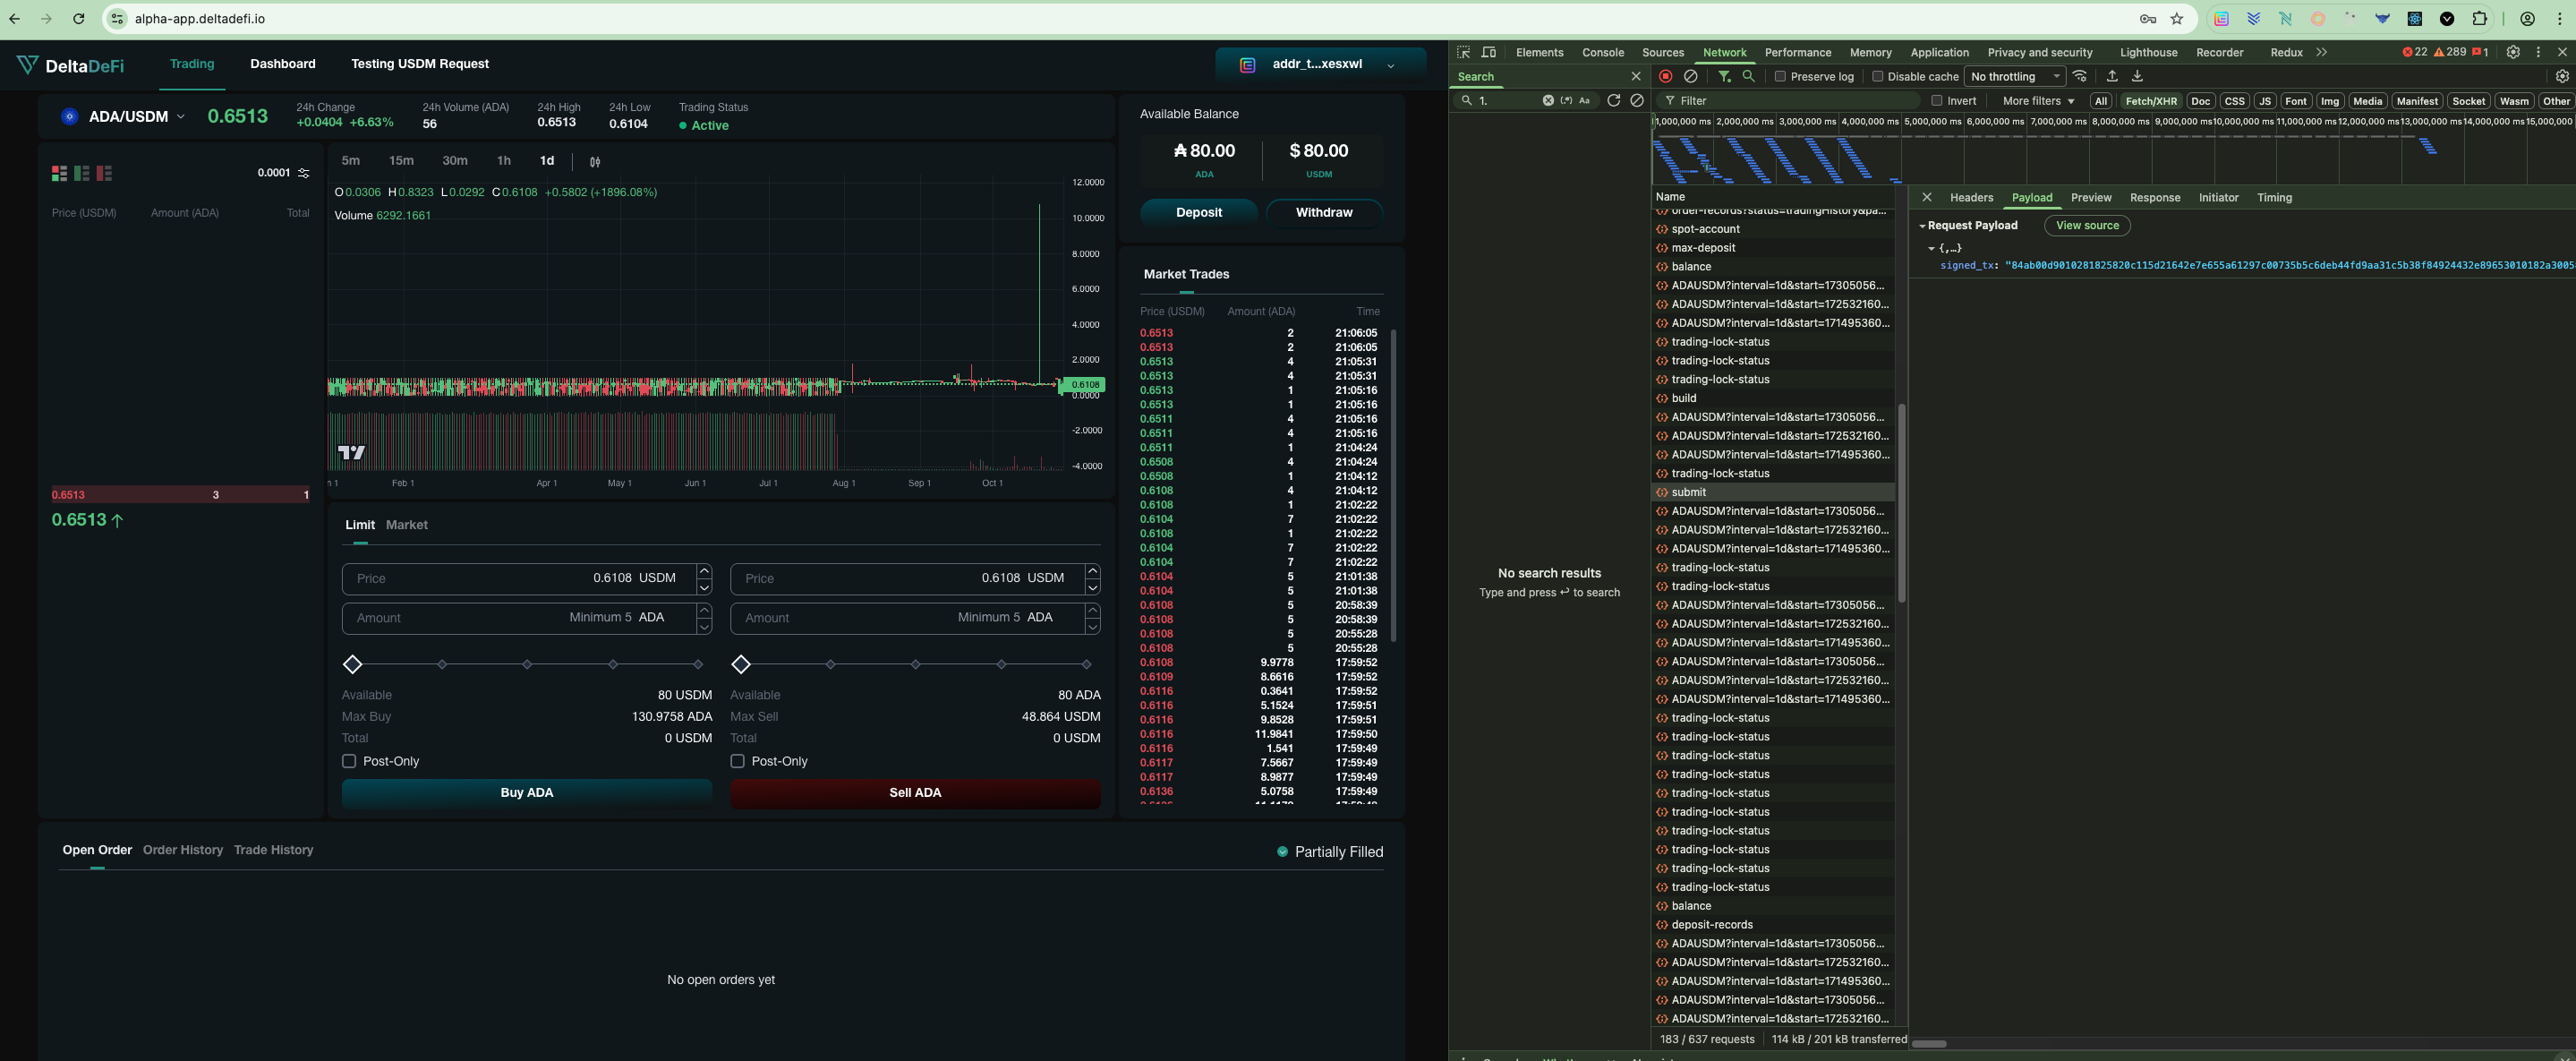 alpha-app.deltadefi.io
DeltaDeFi
Trading
Dashboard
Testing USDM Request
addr_t...xesxwl
ADA/USDM
0.6513
24h Change
+0.0404 +6.63%
24h Volume (ADA)
56
24h High
0.6513
24h Low
0.6104
Trading Status
Active
0.0001
Price (USDM) Amount (ADA) Total
0.6513 3 1
0.6513
5m 15m 30m 1h 1d
O0.0306 H0.8323 L0.0292 C0.6108 +0.5802 (+1896.08%)
Volume 6292.1661
12.0000
10.0000
8.0000
6.0000
4.0000
2.0000
0.6108
0.0000
-2.0000
-4.0000
n 1 Feb 1 Apr 1 May 1 Jun 1 Jul 1 Aug 1 Sep 1 Oct 1
Limit Market
Price 0.6108 USDM
Amount Minimum 5 ADA
Available 80 USDM
Max Buy 130.9758 ADA
Total 0 USDM
Post-Only
Buy ADA
Price 0.6108 USDM
Amount Minimum 5 ADA
Available 80 ADA
Max Sell 48.864 USDM
Total 0 USDM
Post-Only
Sell ADA
Available Balance
₳ 80.00
ADA
$ 80.00
USDM
Deposit
Withdraw
Market Trades
Price (USDM) Amount (ADA) Time
0.6513 2 21:06:05
0.6513 2 21:06:05
0.6513 4 21:05:31
0.6513 4 21:05:31
0.6513 1 21:05:16
0.6513 1 21:05:16
0.6511 4 21:05:16
0.6511 4 21:05:16
0.6511 1 21:04:24
0.6508 4 21:04:24
0.6508 1 21:04:12
0.6108 4 21:04:12
0.6108 1 21:02:22
0.6104 7 21:02:22
0.6108 1 21:02:22
0.6104 7 21:02:22
0.6104 7 21:02:22
0.6104 5 21:01:38
0.6104 5 21:01:38
0.6108 5 20:58:39
0.6108 5 20:58:39
0.6108 5 20:55:28
0.6108 5 20:55:28
0.6108 9.9778 17:59:52
0.6109 8.6616 17:59:52
0.6116 0.3641 17:59:52
0.6116 5.1524 17:59:51
0.6116 9.8528 17:59:51
0.6116 11.9841 17:59:50
0.6116 1.541 17:59:49
0.6117 7.5667 17:59:49
0.6117 8.9877 17:59:49
0.6136 5.0758 17:59:49
Open Order Order History Trade History
Partially Filled
No open orders yet
Elements Console Sources Network Performance Memory Application Privacy and security Lighthouse Recorder Redux
22 289 1
Search
1. (.*) Aa
No search results
Type and press ↩ to search
Preserve log Disable cache No throttling
Filter
Invert More filters All Fetch/XHR Doc CSS JS Font Img Media Manifest Socket Wasm Other
1,000,000 ms 2,000,000 ms 3,000,000 ms 4,000,000 ms 5,000,000 ms 6,000,000 ms 7,000,000 ms 8,000,000 ms 9,000,000 ms 10,000,000 ms 11,000,000 ms 12,000,000 ms 13,000,000 ms 14,000,000 ms 15,000,000
Name
order-records?status=tradingHistory&pa...
spot-account
max-deposit
balance
ADAUSDM?interval=1d&start=17305056...
ADAUSDM?interval=1d&start=172532160...
ADAUSDM?interval=1d&start=171495360...
trading-lock-status
trading-lock-status
trading-lock-status
build
ADAUSDM?interval=1d&start=17305056...
ADAUSDM?interval=1d&start=172532160...
ADAUSDM?interval=1d&start=171495360...
trading-lock-status
submit
ADAUSDM?interval=1d&start=17305056...
ADAUSDM?interval=1d&start=172532160...
ADAUSDM?interval=1d&start=171495360...
trading-lock-status
trading-lock-status
ADAUSDM?interval=1d&start=17305056...
ADAUSDM?interval=1d&start=172532160...
ADAUSDM?interval=1d&start=171495360...
ADAUSDM?interval=1d&start=17305056...
ADAUSDM?interval=1d&start=172532160...
ADAUSDM?interval=1d&start=171495360...
trading-lock-status
trading-lock-status
trading-lock-status
trading-lock-status
trading-lock-status
trading-lock-status
trading-lock-status
trading-lock-status
trading-lock-status
trading-lock-status
balance
deposit-records
ADAUSDM?interval=1d&start=17305056...
ADAUSDM?interval=1d&start=172532160...
ADAUSDM?interval=1d&start=171495360...
ADAUSDM?interval=1d&start=17305056...
ADAUSDM?interval=1d&start=172532160...
183 / 637 requests 114 kB / 201 kB transferred
Headers Payload Preview Response Initiator Timing
Request Payload View source
{,…}
signed_tx: "84ab00d9010281825820c115d21642e7e655a61297c00735b5c6deb44fd9aa31c5b38f84924432e89653010182a3005